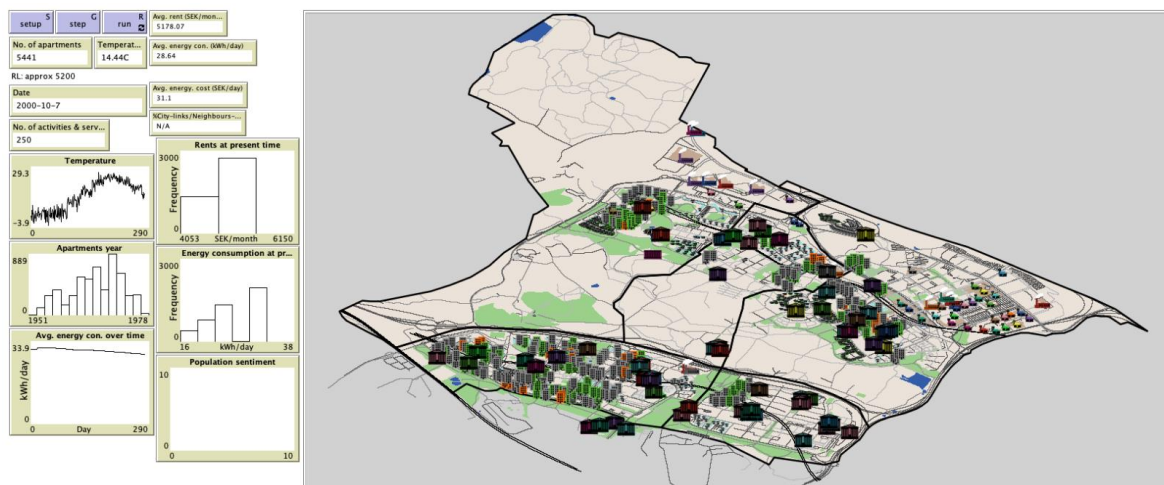 S
setup
G
step
R
run
Avg. rent (SEK/mon...
5178.07
No. of apartments
5441
Temperat...
14.44C
Avg. energy con. (kWh/day)
28.64
RL: approx 5200
Date
2000-10-7
Avg. energy. cost (SEK/day)
31.1
%City-links/Neighbours-...
N/A
No. of activities & serv...
250
Temperature
29.3
-3.9
0
290
Rents at present time
3000
Frequency
0
4053
SEK/month
6150
Apartments year
889
0
1951
1978
Energy consumption at pr...
3000
Frequency
0
16
kWh/day
38
Avg. energy con. over time
33.9
kWh/day
0
0
Day
290
Population sentiment
10
0
0
10